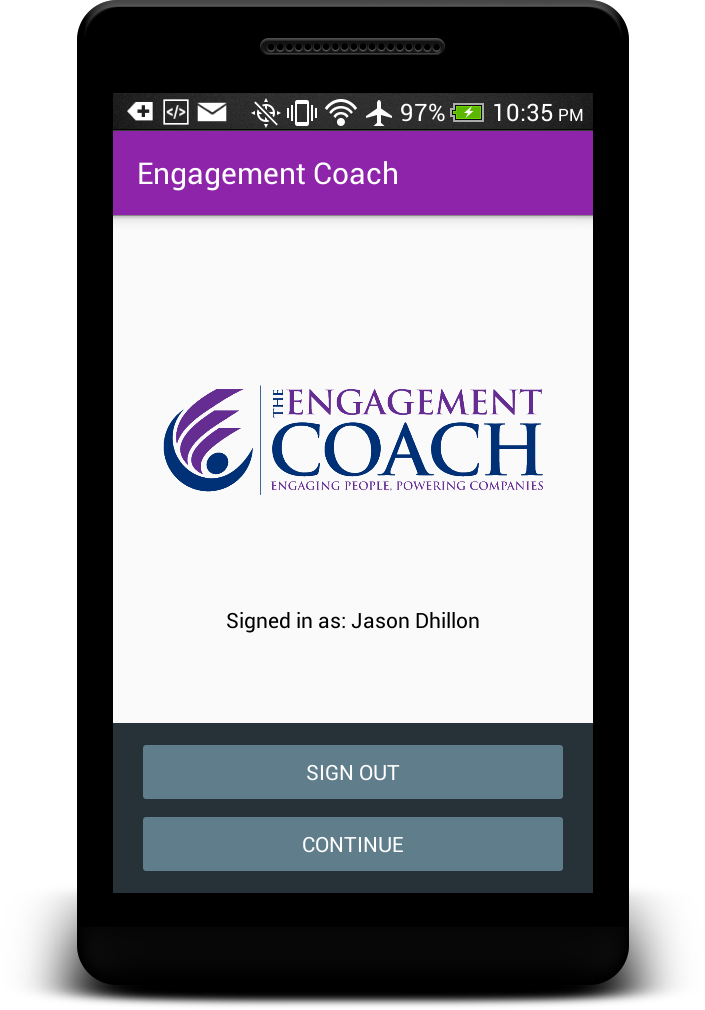 97% 10:35 PM
Engagement Coach
THE ENGAGEMENT
COACH
ENGAGING PEOPLE, POWERING COMPANIES
Signed in as: Jason Dhillon
SIGN OUT
CONTINUE